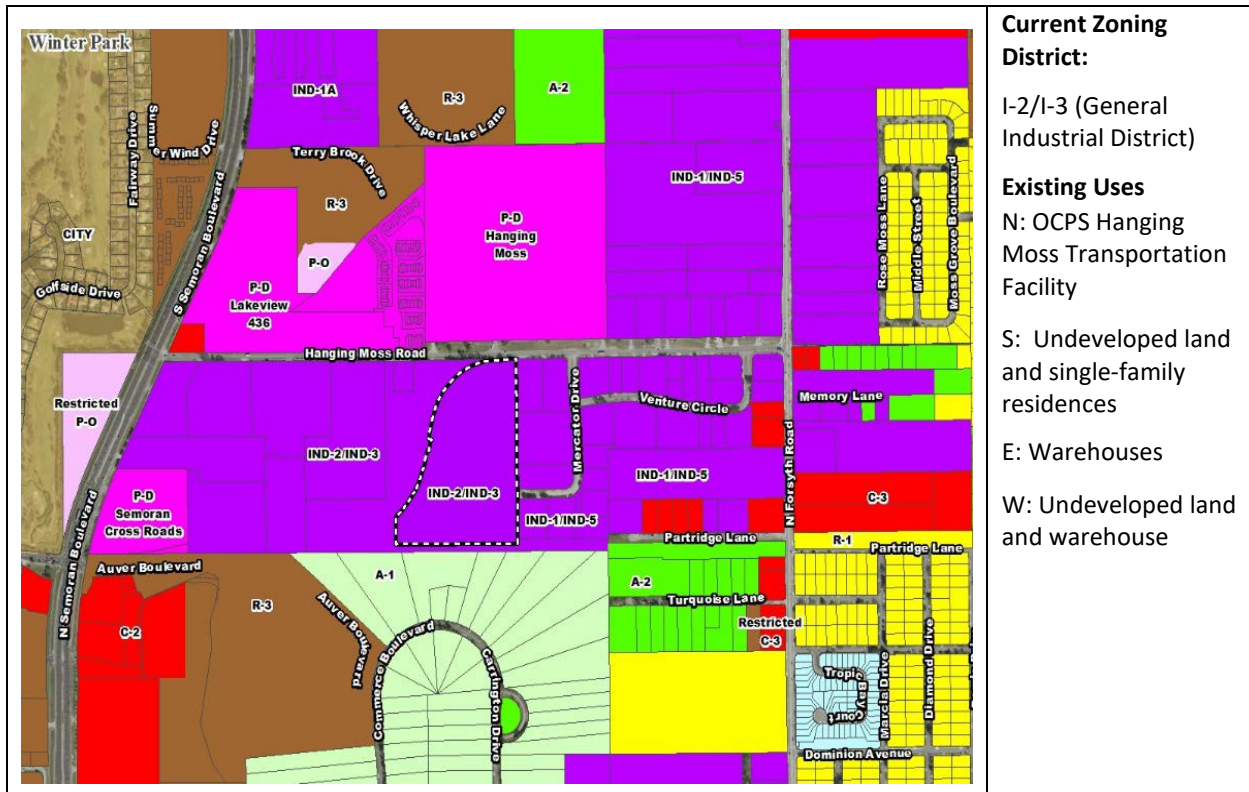 Winter Park
IND-1A
R-3
A-2
Whisper Lake Lane
Fairway Drive
Summer Wind Drive
Terry Brook Drive
R-3
IND-1/IND-5
P-D
Hanging
Moss
Rose Moss Lane
Middle Street
Moss Grove Boulevard
CITY
P-O
Golfside Drive
S Semoran Boulevard
P-D
Lakeview
436
Hanging Moss Road
Restricted
P-O
Mercator Drive
Venture Circle
Memory Lane
IND-2/IND-3
IND-2/IND-3
IND-1/IND-5
N Forsyth Road
P-D
Semoran
Cross Roads
IND-1/IND-5
C-3
Partridge Lane
R-1
Partridge Lane
Auver Boulevard
N Semoran Boulevard
A-1
A-2
R-3
Auver Boulevard
Turquoise Lane
Restricted
C-3
C-2
Commerce Boulevard
Carrington Drive
Tropic Bay Court
Marcia Drive
Diamond Drive
Dominion Avenue
Current Zoning
District:
I-2/I-3 (General
Industrial District)
Existing Uses
N: OCPS Hanging
Moss Transportation
Facility
S: Undeveloped land
and single-family
residences
E: Warehouses
W: Undeveloped land
and warehouse